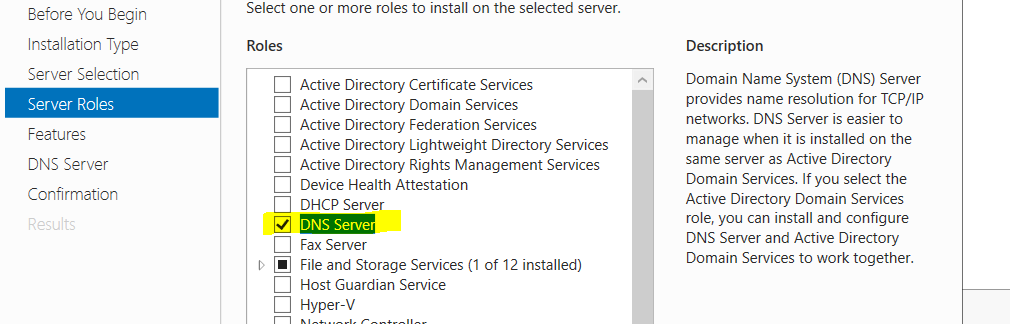 Before You Begin
Installation Type
Server Selection
Server Roles
Features
DNS Server
Confirmation
Results
Select one or more roles to install on the selected server.
Roles
Active Directory Certificate Services
Active Directory Domain Services
Active Directory Federation Services
Active Directory Lightweight Directory Services
Active Directory Rights Management Services
Device Health Attestation
DHCP Server
DNS Server
Fax Server
File and Storage Services (1 of 12 installed)
Host Guardian Service
Hyper-V
Network Controller
Description
Domain Name System (DNS) Server
provides name resolution for TCP/IP
networks. DNS Server is easier to
manage when it is installed on the
same server as Active Directory
Domain Services. If you select the
Active Directory Domain Services
role, you can install and configure
DNS Server and Active Directory
Domain Services to work together.